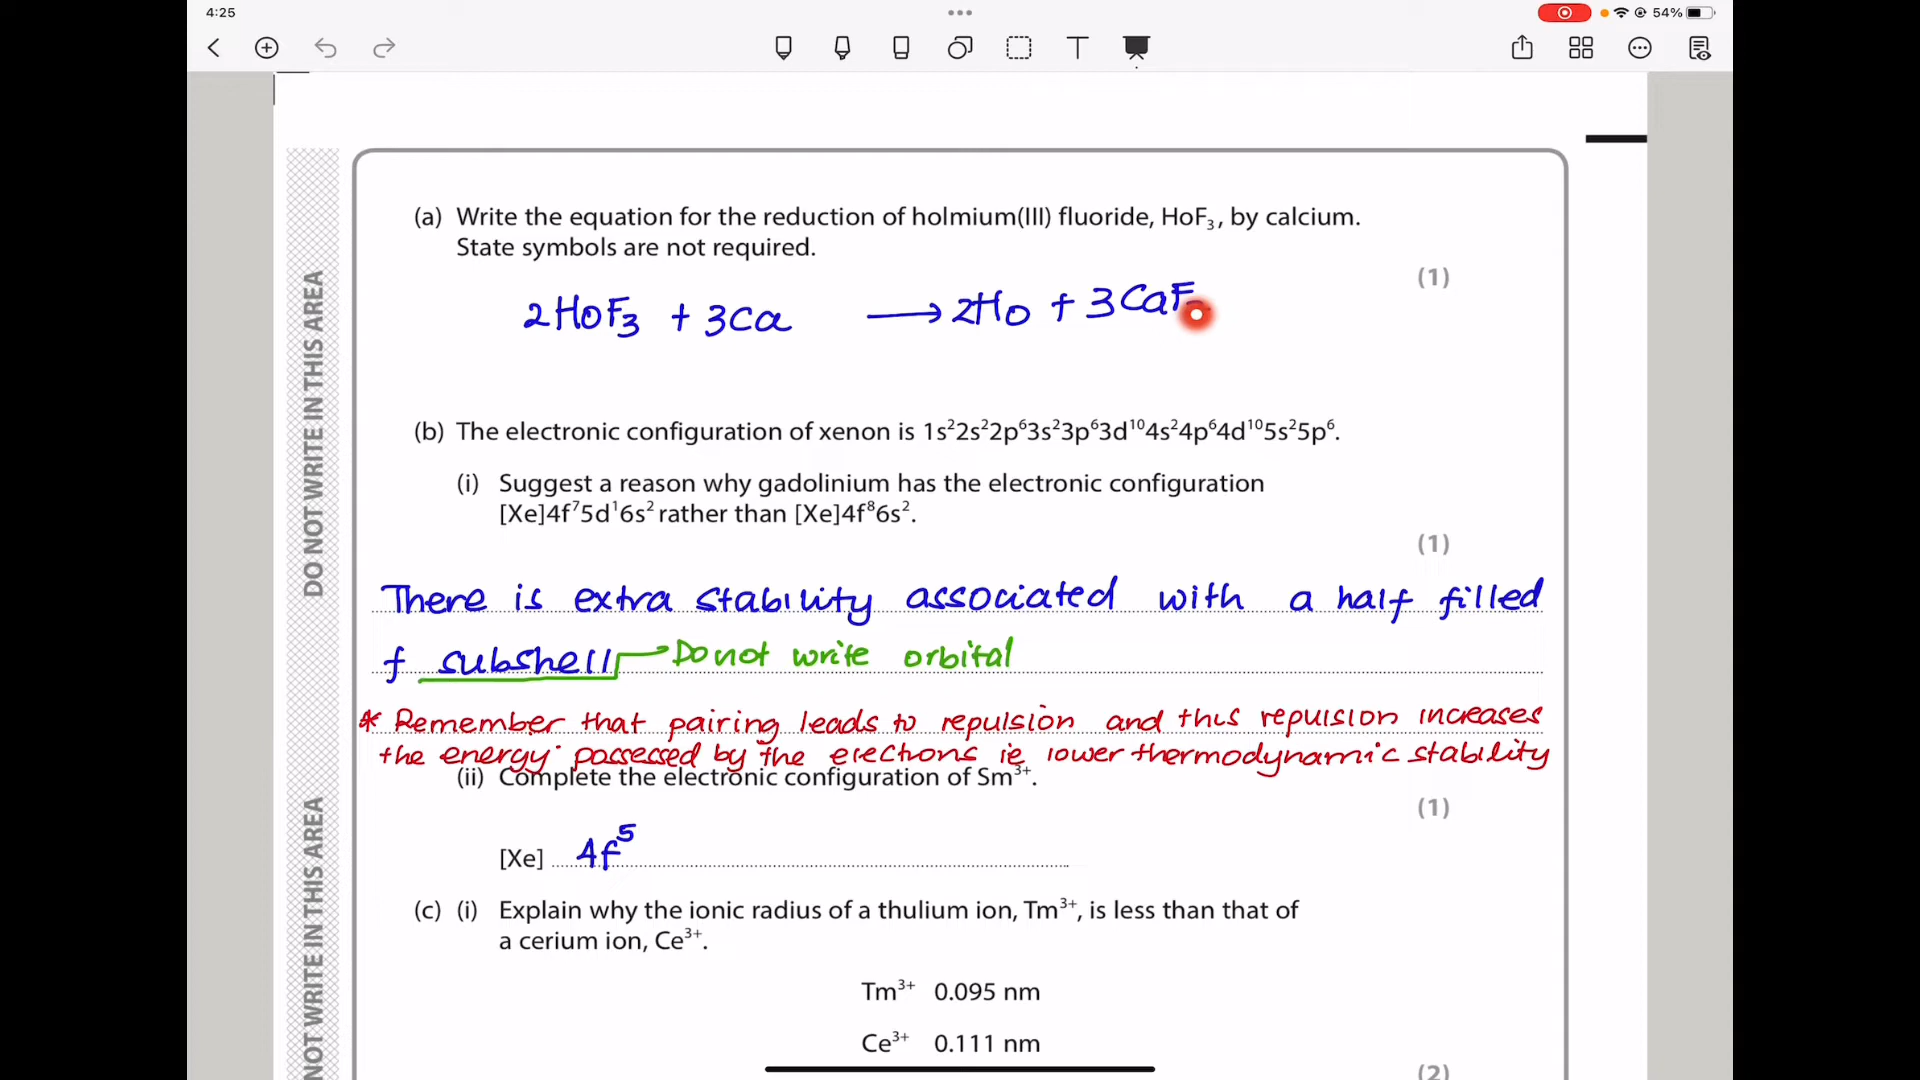 4:25
54%
(a) Write the equation for the reduction of holmium(III) fluoride, HoF₃, by calcium.
State symbols are not required.
(1)
2HoF₃ + 3Ca ⟶ 2Ho + 3CaF
(b) The electronic configuration of xenon is 1s²2s²2p⁶3s²3p⁶3d¹⁰4s²4p⁶4d¹⁰5s²5p⁶.
(i) Suggest a reason why gadolinium has the electronic configuration
[Xe]4f⁷5d¹6s² rather than [Xe]4f⁸6s².
(1)
There is extra stability associated with a half filled
f subshell → Do not write orbital
* Remember that pairing leads to repulsion and this repulsion increases
the energy possessed by the electrons ie lower thermodynamic stability
(ii) Complete the electronic configuration of Sm³⁺.
(1)
[Xe] 4f⁵
(c) (i) Explain why the ionic radius of a thulium ion, Tm³⁺, is less than that of
a cerium ion, Ce³⁺.
Tm³⁺ 0.095 nm
Ce³⁺ 0.111 nm
(2)
DO NOT WRITE IN THIS AREA
NOT WRITE IN THIS AREA